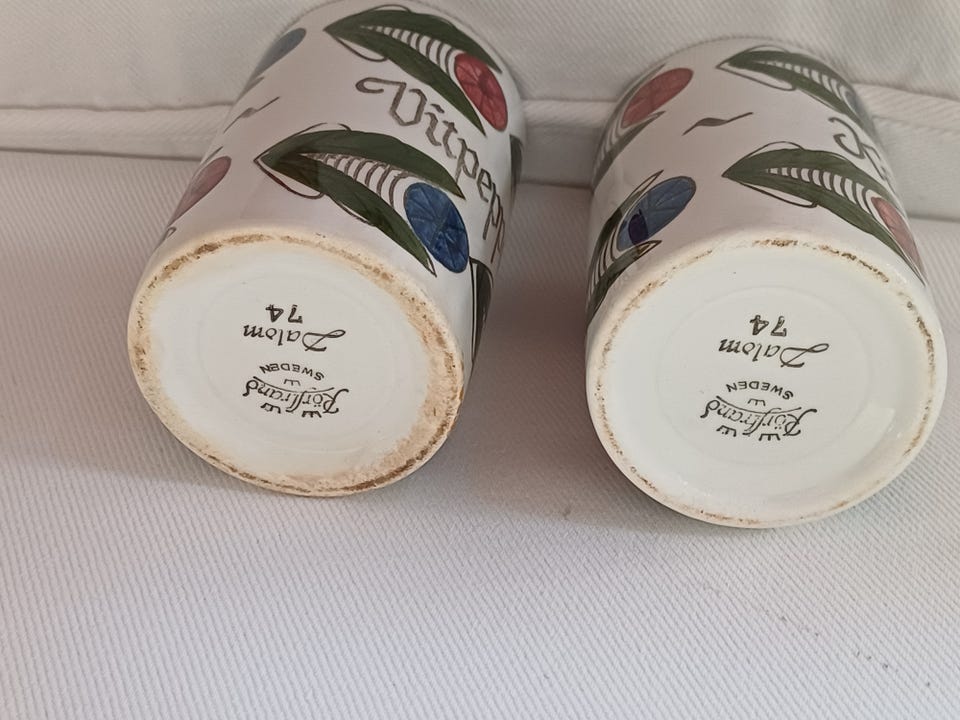 Vitpepp
Rörstrand
SWEDEN
Dalom
74
Rörstrand
SWEDEN
Dalom
74